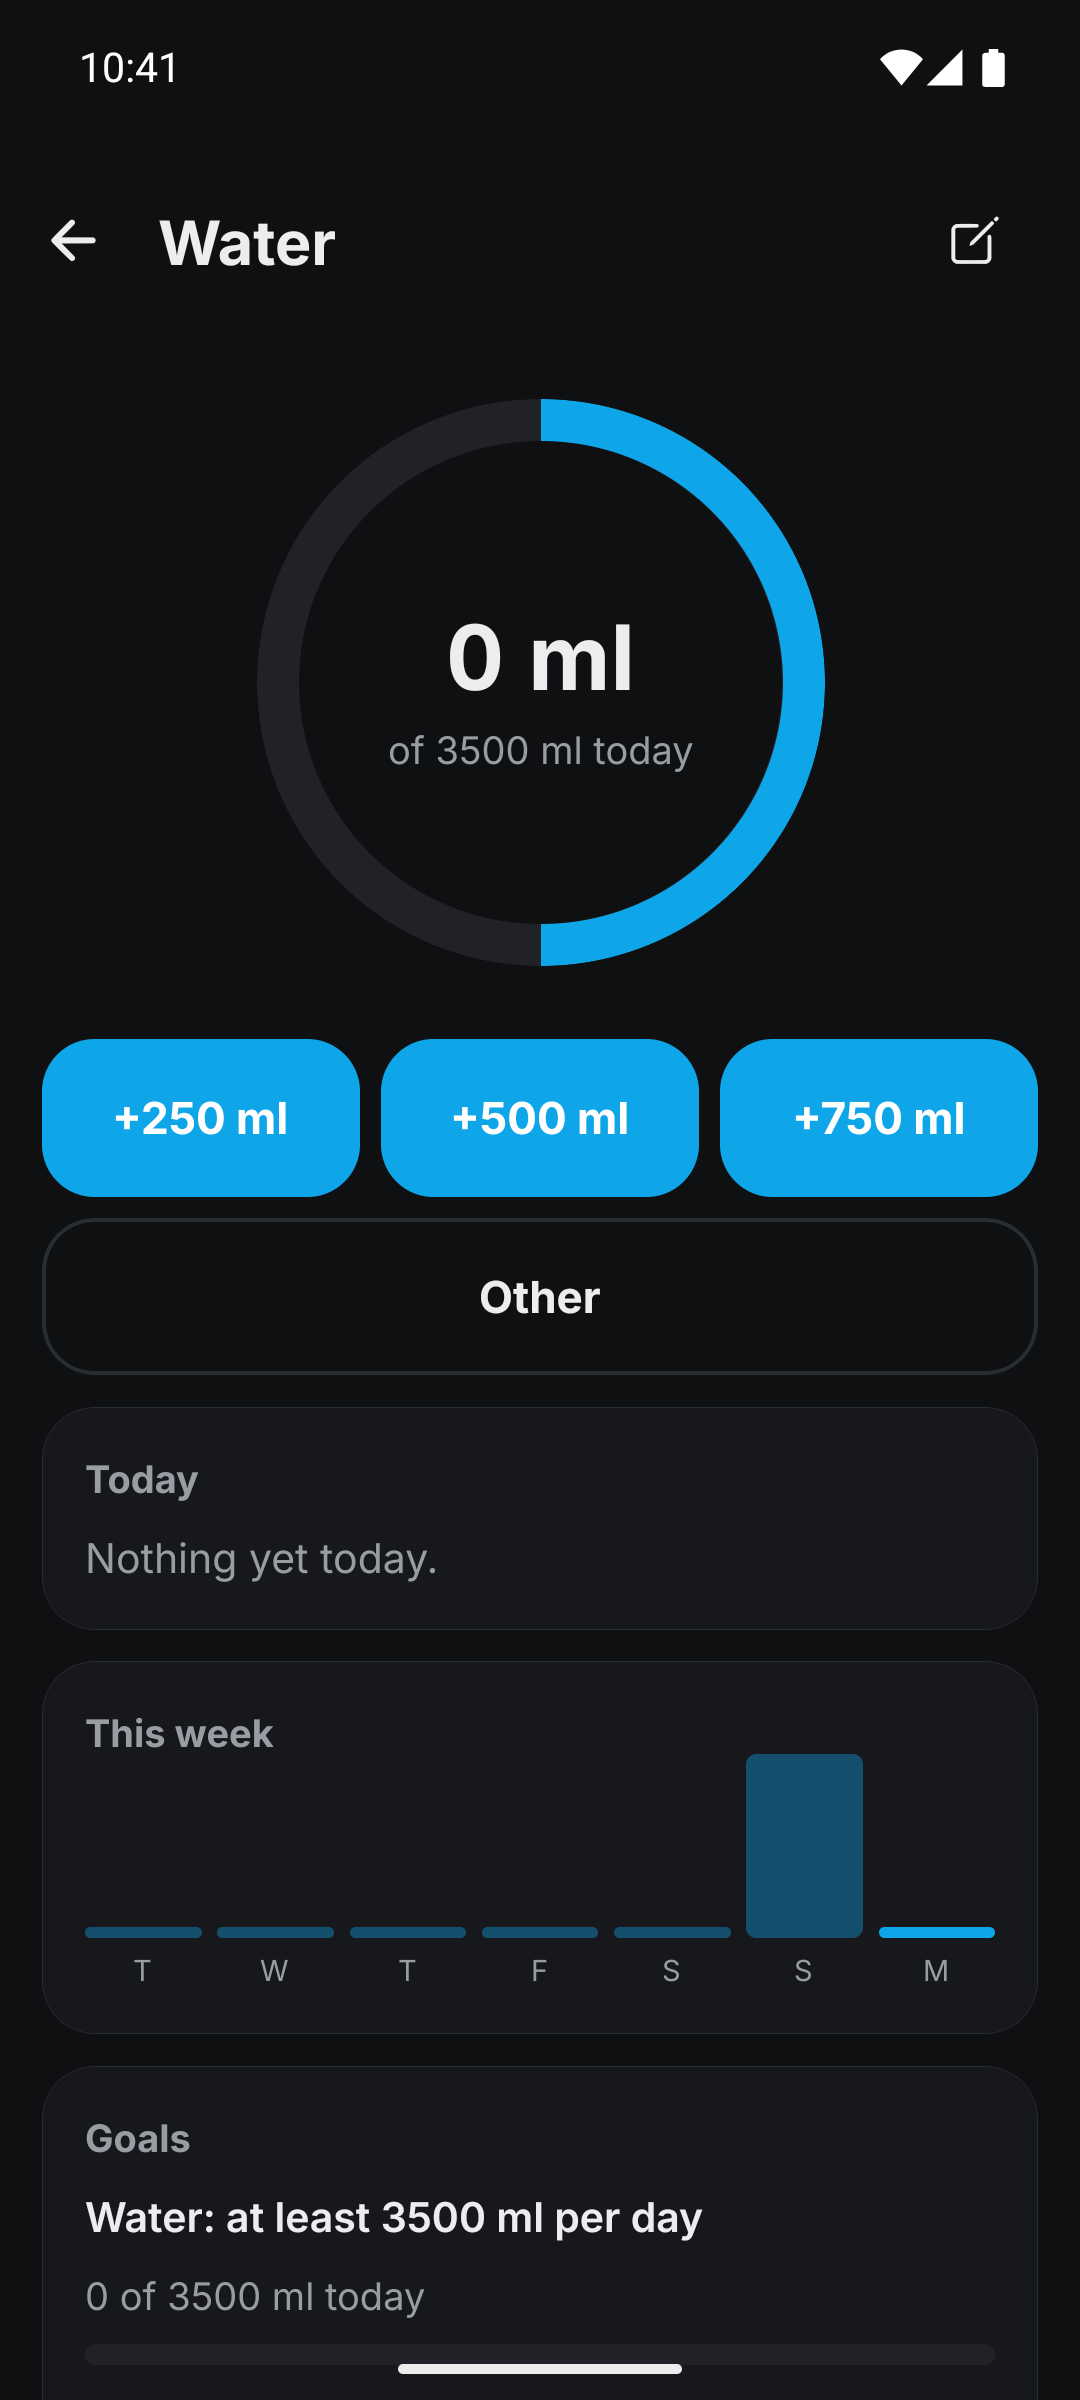 10:41
Water
0 ml
of 3500 ml today
+250 ml +500 ml +750 ml
Other
Today
Nothing yet today.
This week
T W T F S S M
Goals
Water: at least 3500 ml per day
0 of 3500 ml today